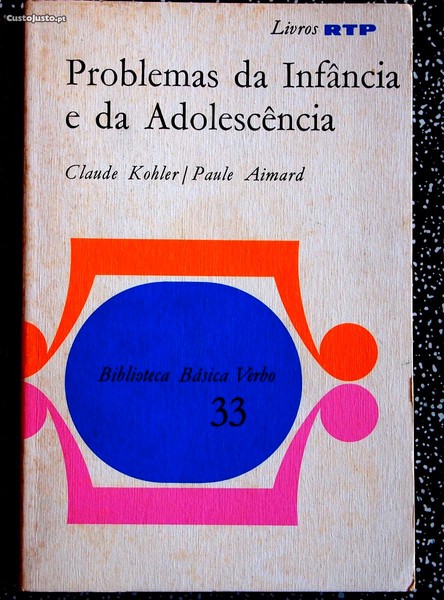 CustoJusto.pt
Livros RTP
Problemas da Infância
e da Adolescência
Claude Kohler / Paule Aimard
Biblioteca Básica Verbo
33